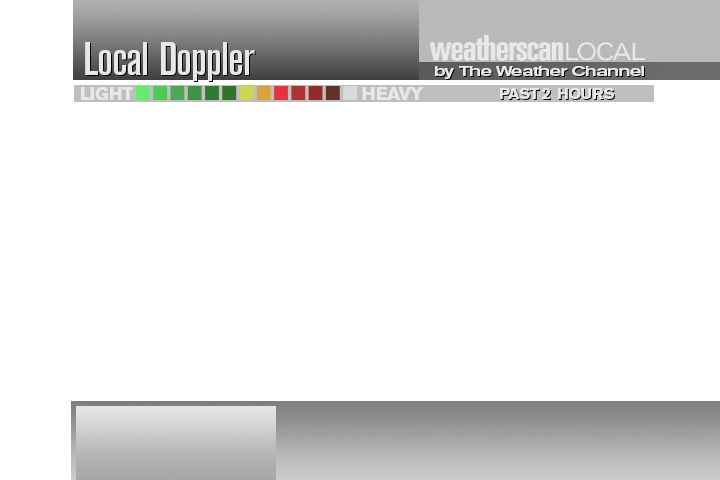 Local Doppler
weatherscanLOCAL
by The Weather Channel
LIGHT HEAVY PAST 2 HOURS